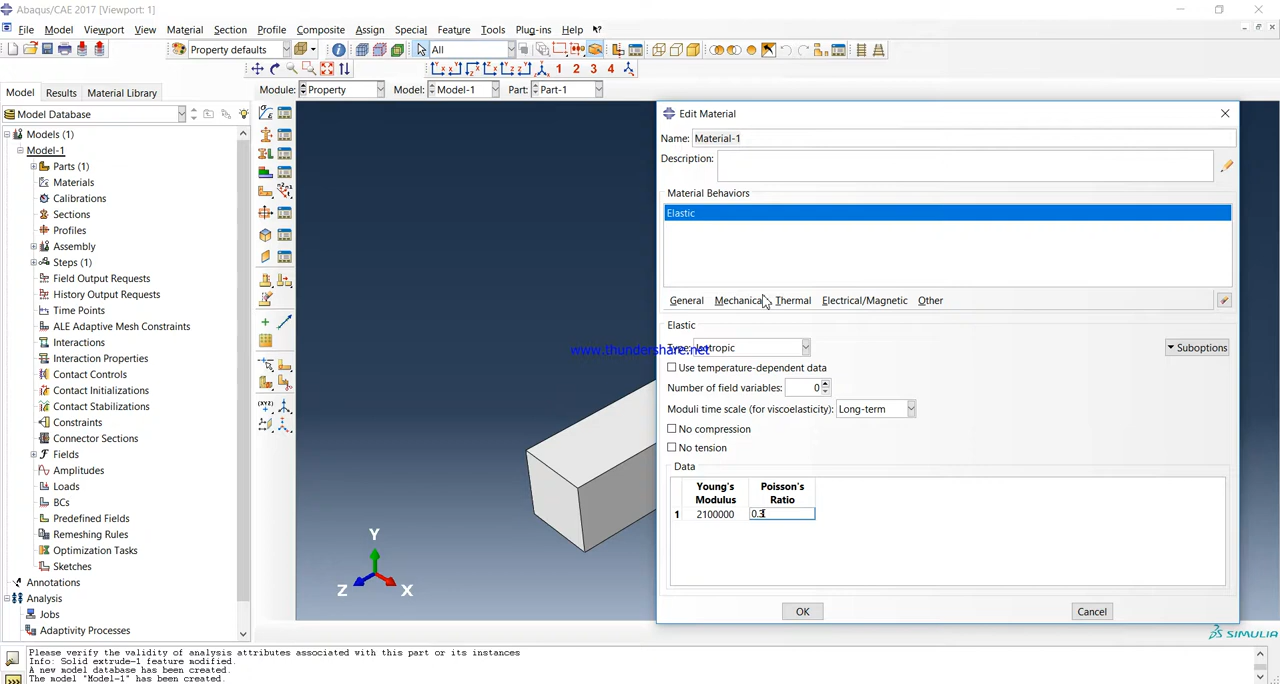 Abaqus/CAE 2017 [Viewport: 1]
File Model Viewport View Material Section Profile Composite Assign Special Feature Tools Plug-ins Help
Property defaults All
1 2 3 4
Model Results Material Library Module: Property Model: Model-1 Part: Part-1
Model Database
Models (1)
Model-1
Parts (1)
Materials
Calibrations
Sections
Profiles
Assembly
Steps (1)
Field Output Requests
History Output Requests
Time Points
ALE Adaptive Mesh Constraints
Interactions
Interaction Properties
Contact Controls
Contact Initializations
Contact Stabilizations
Constraints
Connector Sections
Fields
Amplitudes
Loads
BCs
Predefined Fields
Remeshing Rules
Optimization Tasks
Sketches
Annotations
Analysis
Jobs
Adaptivity Processes
Y
Z X
www.thundershare.net
Edit Material
Name: Material-1
Description:
Material Behaviors
Elastic
General Mechanical Thermal Electrical/Magnetic Other
Elastic
Type: Isotropic Suboptions
Use temperature-dependent data
Number of field variables: 0
Moduli time scale (for viscoelasticity): Long-term
No compression
No tension
Data
Young's Poisson's
Modulus Ratio
1 2100000 0.3
OK Cancel
SIMULIA
Please verify the validity of analysis attributes associated with this part or its instances
Info: Solid extrude-1 feature modified.
A new model database has been created.
The model "Model-1" has been created.